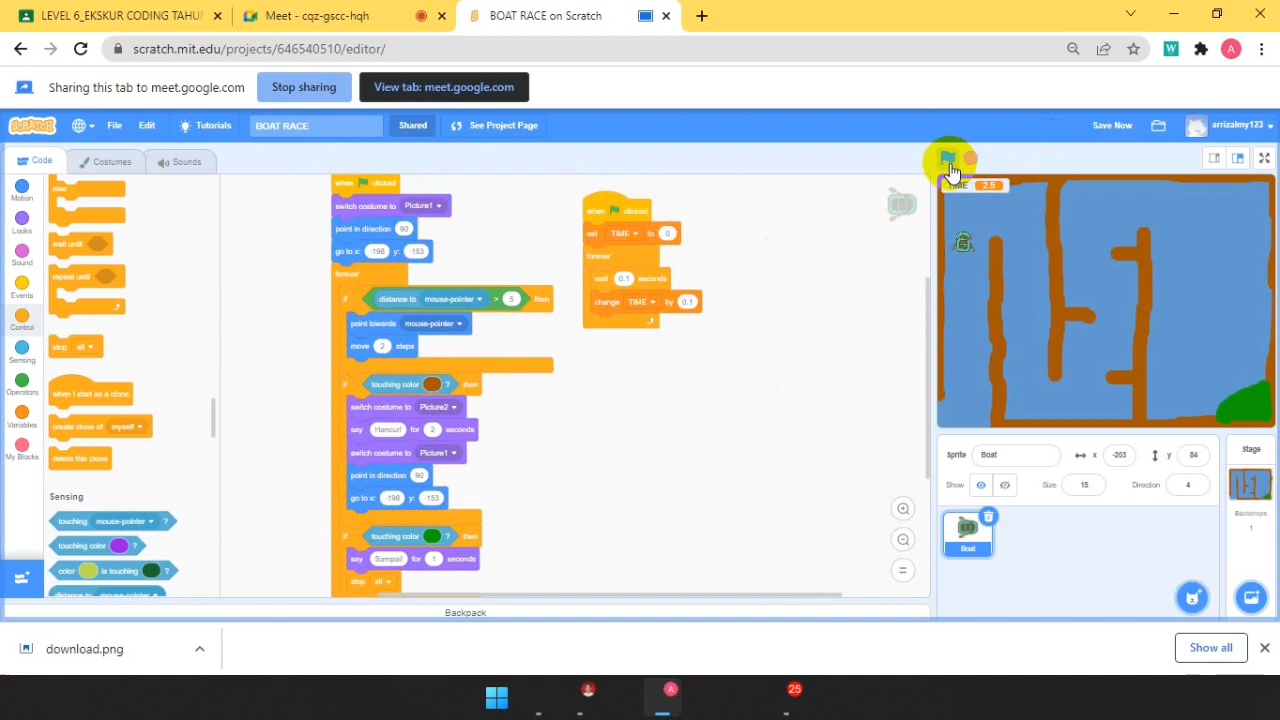 LEVEL 6_EKSKUR CODING TAHUN
Meet - cqz-gscc-hqh
BOAT RACE on Scratch
scratch.mit.edu/projects/646540510/editor/
W
A
Sharing this tab to meet.google.com
Stop sharing
View tab: meet.google.com
SCRATCH
File
Edit
Tutorials
BOAT RACE
Shared
See Project Page
Save Now
arrizalmy123
Code
Costumes
Sounds
Motion
Looks
Sound
Events
Control
Sensing
Operators
Variables
My Blocks
else
wait until
repeat until
stop all
when I start as a clone
create clone of myself
delete this clone
Sensing
touching mouse-pointer ?
touching color ?
color is touching ?
distance to mouse-pointer
when clicked
switch costume to Picture1
point in direction 90
go to x: -198 y: -153
forever
if distance to mouse-pointer > 5 then
point towards mouse-pointer
move 2 steps
if touching color ? then
switch costume to Picture2
say Hancur! for 2 seconds
switch costume to Picture1
point in direction 90
go to x: -198 y: -153
if touching color ? then
say Sampai! for 1 seconds
stop all
when clicked
set TIME to 0
forever
wait 0.1 seconds
change TIME by 0.1
TIME 2.5
Sprite Boat x -203 y 84
Show Size 15 Direction 4
Boat
Stage
Backdrops
1
Backpack
download.png
Show all
A
25